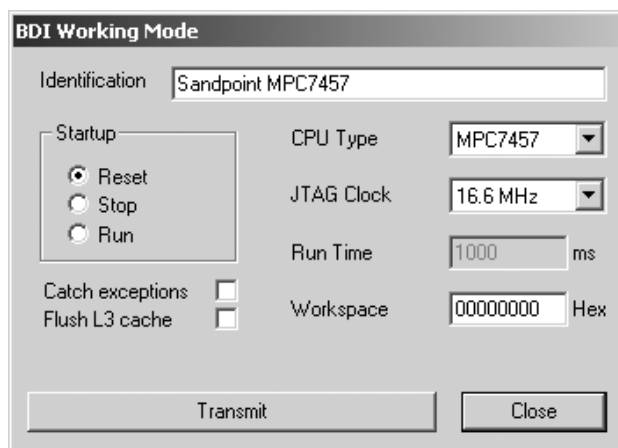 BDI Working Mode
Identification Sandpoint MPC7457
Startup
Reset
Stop
Run
Catch exceptions
Flush L3 cache
CPU Type MPC7457
JTAG Clock 16.6 MHz
Run Time 1000 ms
Workspace 00000000 Hex
Transmit Close